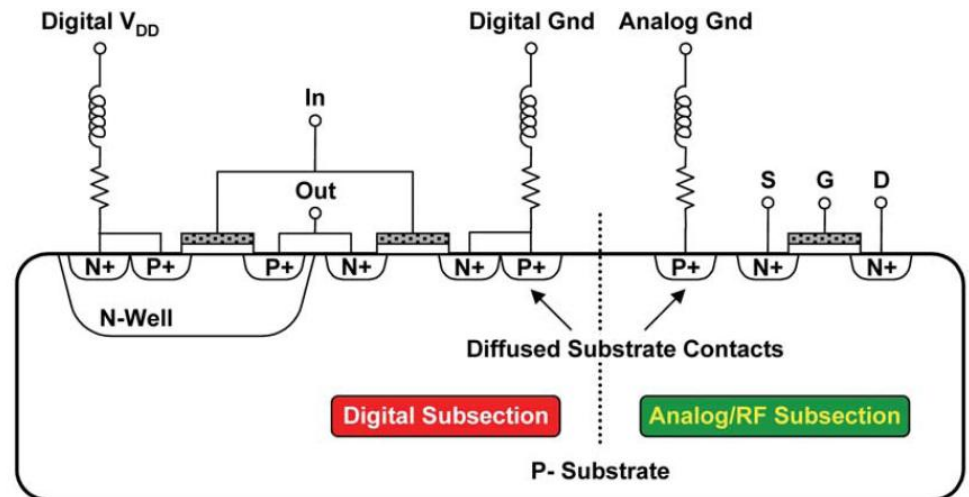 Digital VDD
Digital Gnd
Analog Gnd
In
Out
S
G
D
N+
P+
P+
N+
N+
P+
P+
N+
N+
N-Well
Diffused Substrate Contacts
Digital Subsection
Analog/RF Subsection
P- Substrate